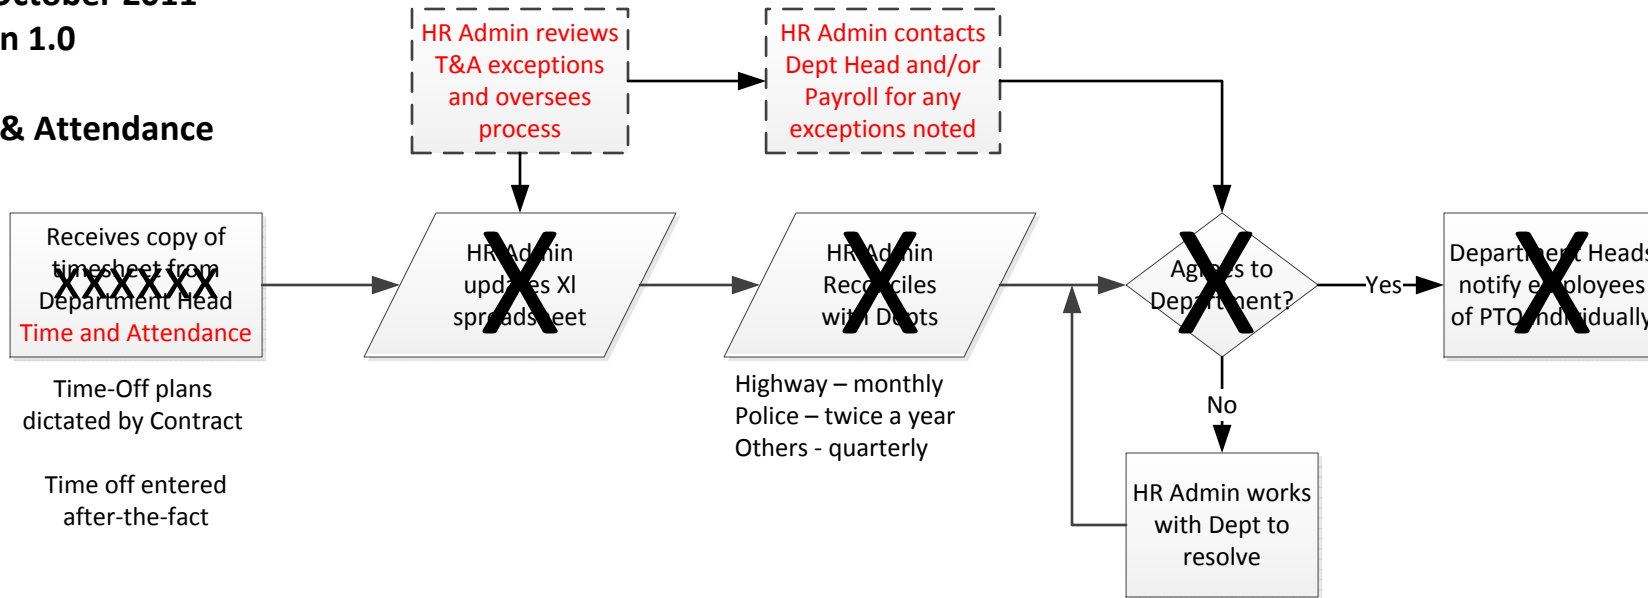 October 2011
n 1.0
& Attendance
HR Admin reviews
T&A exceptions
and oversees
process
HR Admin contacts
Dept Head and/or
Payroll for any
exceptions noted
Receives copy of
timesheet from
XXXXXX
Department Head
Time and Attendance
HR Admin
updates Xl
spreadsheet
X
HR Admin
Reconciles
with Depts
X
Agrees to
Department?
X
Yes
Department Heads
notify employees
of PTO individually
X
Time-Off plans
dictated by Contract
Time off entered
after-the-fact
Highway – monthly
Police – twice a year
Others - quarterly
No
HR Admin works
with Dept to
resolve